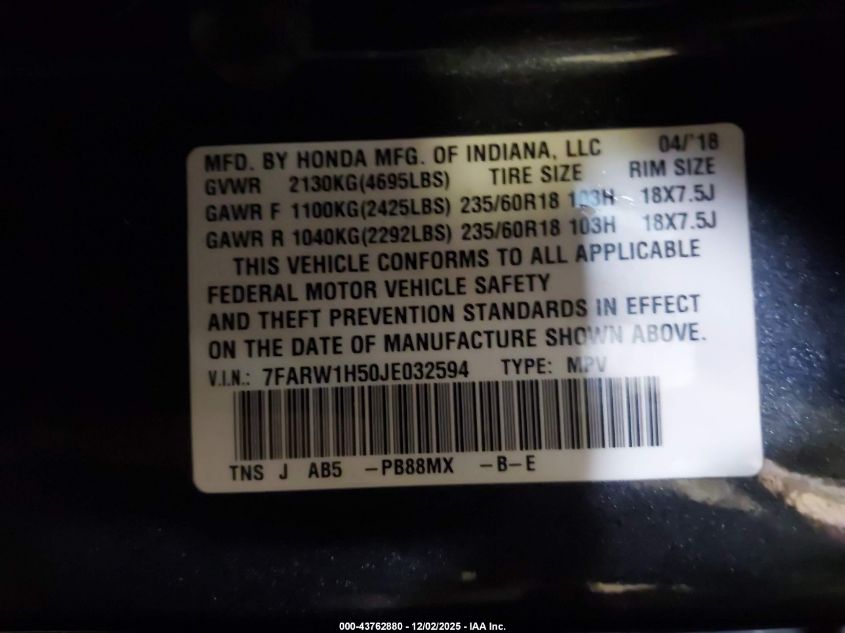 MFD. BY HONDA MFG. OF INDIANA, LLC 04/'18
GVWR 2130KG(4695LBS) TIRE SIZE RIM SIZE
GAWR F 1100KG(2425LBS) 235/60R18 103H 18X7.5J
GAWR R 1040KG(2292LBS) 235/60R18 103H 18X7.5J
THIS VEHICLE CONFORMS TO ALL APPLICABLE
FEDERAL MOTOR VEHICLE SAFETY
AND THEFT PREVENTION STANDARDS IN EFFECT
ON THE DATE OF MANUFACTURE SHOWN ABOVE.
V.I.N.: 7FARW1H50JE032594 TYPE: MPV
TNS J AB5 -PB88MX -B-E
000-43762880 - 12/02/2025 - IAA Inc.